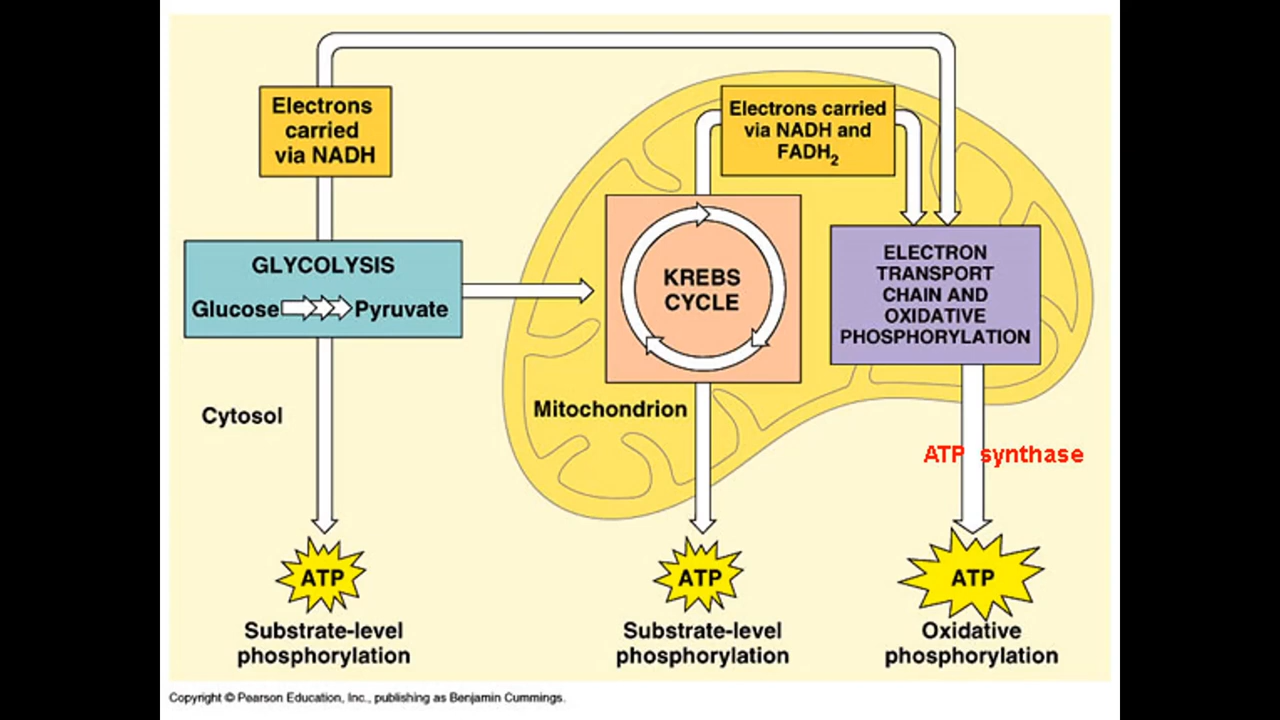 Electrons
carried
via NADH
Electrons carried
via NADH and
FADH₂
GLYCOLYSIS
Glucose Pyruvate
KREBS
CYCLE
ELECTRON
TRANSPORT
CHAIN AND
OXIDATIVE
PHOSPHORYLATION
Cytosol
Mitochondrion
ATP synthase
ATP
ATP
ATP
Substrate-level
phosphorylation
Substrate-level
phosphorylation
Oxidative
phosphorylation
Copyright © Pearson Education, Inc., publishing as Benjamin Cummings.